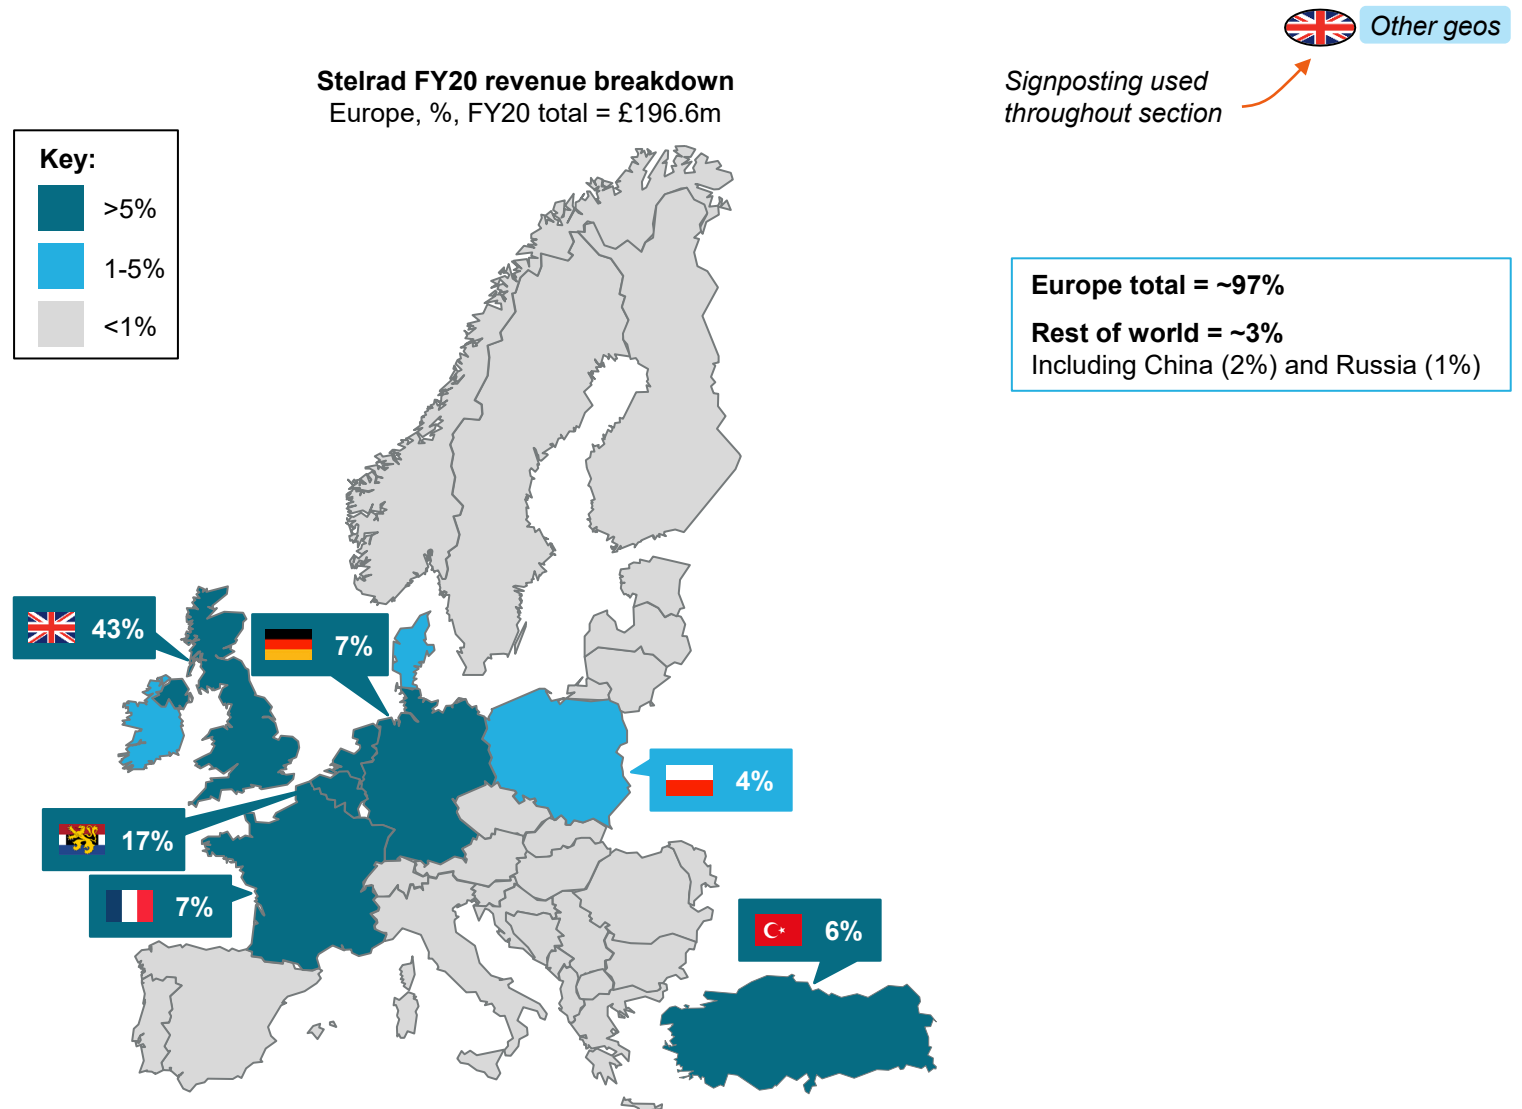 Other geos
Stelrad FY20 revenue breakdown
Europe, %, FY20 total = £196.6m
Signposting used
throughout section
Key:
>5%
1-5%
<1%
Europe total = ~97%
Rest of world = ~3%
Including China (2%) and Russia (1%)
43%
7%
4%
17%
7%
6%